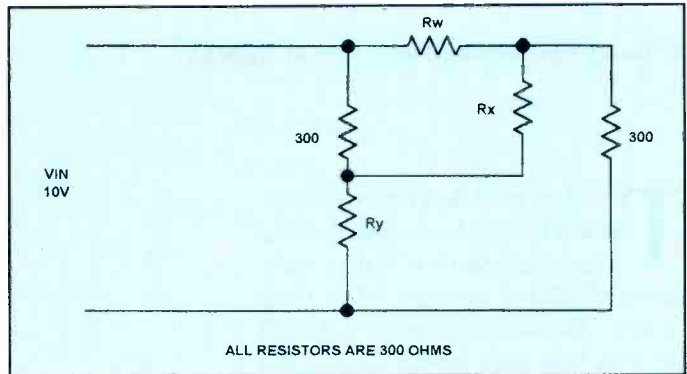 Rw
Rx
300
300
VIN
10V
Ry
ALL RESISTORS ARE 300 OHMS